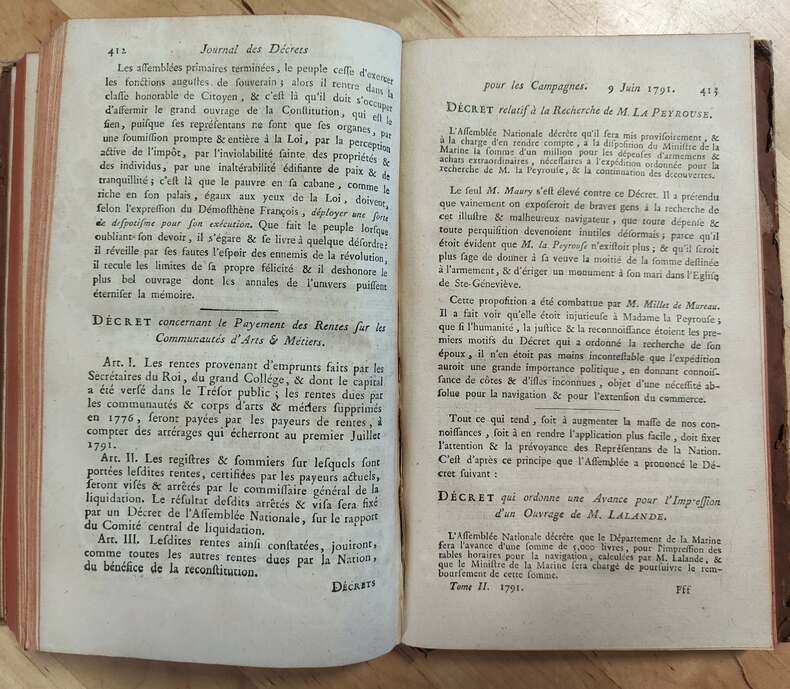 412 Journal des Décrets
Les aſſemblées primaires terminées, le peuple ceſſe d'exercer
les fonctions auguſtes de ſouverain ; alors il rentre dans la
claſſe honorable de Citoyen, & c'eſt là qu'il doit s'occuper
d'affermir le grand ouvrage de la Conſtitution, qui eſt le
ſien, puiſque ſes repréſentans ne ſont que ſes organes, par
une ſoumiſſion prompte & entière à la Loi, par la perception
active de l'impôt, par l'inviolabilité sainte des propriétés &
des individus, par une inaltérabilité édifiante de paix & de
tranquillité ; c'eſt là que le pauvre en ſa cabane, comme le
riche en ſon palais, égaux aux yeux de la Loi, doivent,
ſelon l'expreſſion du Démoſthène François, déployer une ſorte
de deſpotiſme pour ſon exécution. Que fait le peuple lorſque
oubliant ſon devoir, il s'égare & ſe livre à quelque déſordre ?
il réveille par ſes fautes l'eſpoir des ennemis de la révolution,
il recule les limites de ſa propre félicité & il deshonore le
plus bel ouvrage dont les annales de l'univers puiſſent
éterniſer la mémoire.
DÉCRET concernant le Payement des Rentes ſur les
Communautés d'Arts & Métiers.
Art. I. Les rentes provenant d'emprunts faits par les
Secrétaires du Roi, du grand Collége, & dont le capital
a été verſé dans le Tréſor public ; les rentes dues par
les communautés & corps d'arts & métiers ſupprimés
en 1776, ſeront payées par les payeurs de rentes, à
compter des arrérages qui écherront au premier Juillet
1791.
Art. II. Les regiſtres & ſommiers ſur leſquels ſont
portées leſdites rentes, certifiées par les payeurs actuels,
ſeront viſés & arrêtés par le commiſſaire général de la
liquidation. Le réſultat deſdits arrêtés & viſa ſera fixé
par un Décret de l'Aſſemblée Nationale, ſur le rapport
du Comité central de liquidation.
Art. III. Leſdites rentes ainſi conſtatées, jouiront,
comme toutes les autres rentes dues par la Nation,
du bénéfice de la reconſtitution.
DÉCRETS
pour les Campagnes. 9 Juin 1791. 413
DÉCRET relatif à la Recherche de M. LA PEYROUSE.
L'Aſſemblée Nationale décrète qu'il ſera mis proviſoirement, &
à la charge d'en rendre compte, à la diſpoſition du Miniſtre de la
Marine la ſomme d'un million pour les dépenſes d'armemens &
achats extraordinaires, néceſſaires a l'expédition ordonnée pour la
recherche de M. la Peyrouſe, & la continuation des découvertes.
Le ſeul M. Maury s'eſt élevé contre ce Décret. Il a prétendu
que vainement on expoſeroit de braves gens à la recherche de
cet illuſtre & malheureux navigateur, que toute dépenſe &
toute perquiſition devenoient inutiles déſormais ; parce qu'il
étoit évident que M. la Peyrouſe n'exiſtoit plus ; & qu'il ſeroit
plus ſage de donner à ſa veuve la moitié de la ſomme deſtinée
à l'armement, & d'ériger un monument à ſon mari dans l'Egliſe
de Ste-Géneviève.
Cette propoſition a été combattue par M. Millet de Mureau.
Il a fait voir qu'elle étoit injurieuſe à Madame la Peyrouſe ;
que ſi l'humanité, la juſtice & la reconnoiſſance étoient les pre-
miers motifs du Décret qui a ordonné la recherche de ſon
époux, il n'en étoit pas moins inconteſtable que l'expédition
auroit une grande importance politique, en donnant connoiſ-
ſance de côtes & d'iſles inconnues, objet d'une néceſſité ab-
ſolue pour la navigation & pour l'extenſion du commerce.
Tout ce qui tend, ſoit à augmenter la maſſe de nos con-
noiſſances, ſoit à en rendre l'application plus facile, doit fixer
l'attention & la prévoyance des Repréſentans de la Nation.
C'eſt d'après ce principe que l'Aſſemblée a prononcé le Dé-
cret ſuivant :
DÉCRET qui ordonne une Avance pour l'Impreſſion
d'un Ouvrage de M. LALANDE.
L'Aſſemblée Nationale décrète que le Département de la Marine
fera l'avance d'une ſomme de 5,000 livres, pour l'impreſſion des
tables horaires pour la navigation, calculées par M. Lalande, &
que le Miniſtre de la Marine ſera chargé de pourſuivre le rem-
bourſement de cette ſomme.
Tome II. 1791. Fff